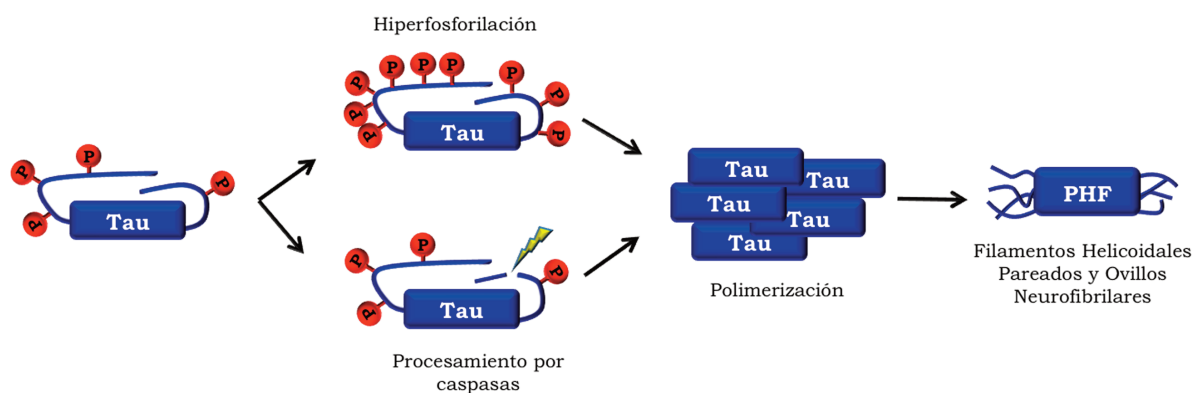 Hiperfosforilación
P
P
P
P
P
P
P
P
P
Tau
P
P
P
P
Tau
Tau
Tau
Tau
Tau
Tau
Polimerización
PHF
Filamentos Helicoidales
Pareados y Ovillos
Neurofibrilares
P
P
P
P
Tau
Procesamiento por
caspasas